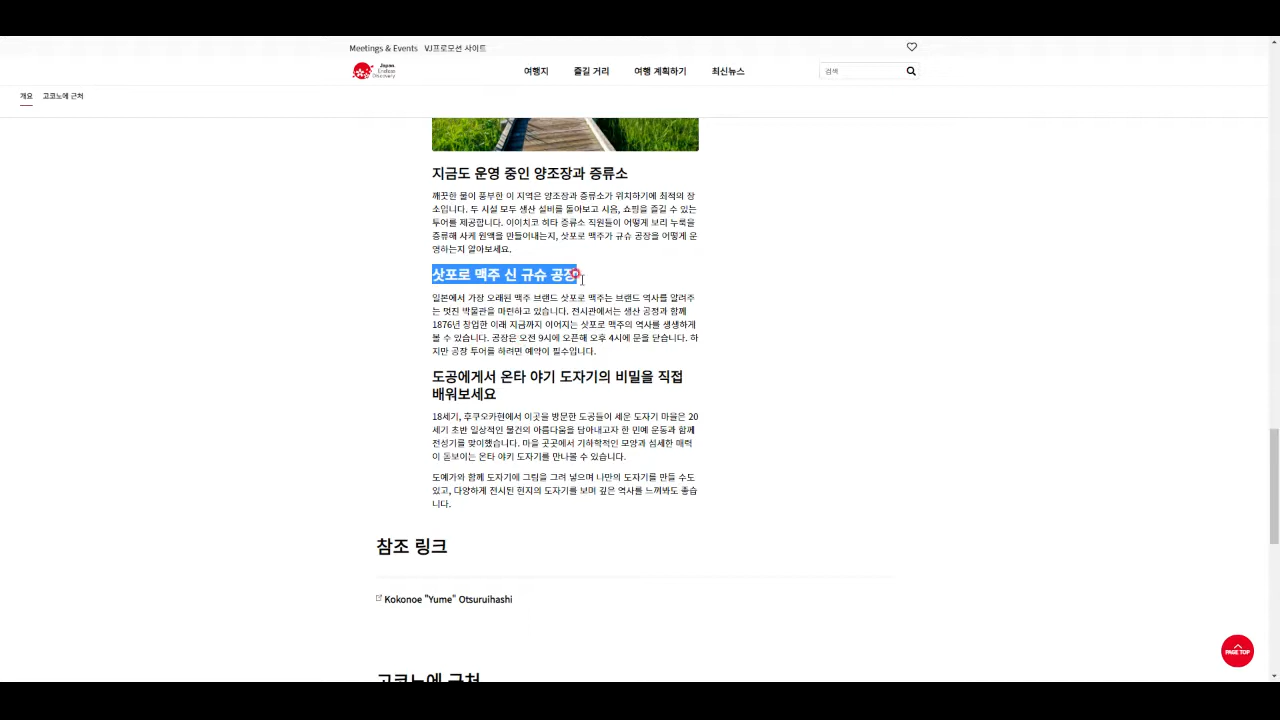 Meetings & Events VJ프로모션 사이트
Japan.
Endless
Discovery.
여행지 즐길 거리 여행 계획하기 최신뉴스 검색
개요 고코노에 근처
지금도 운영 중인 양조장과 증류소
깨끗한 물이 풍부한 이 지역은 양조장과 증류소가 위치하기에 최적의 장
소입니다. 두 시설 모두 생산 설비를 돌아보고 시음, 쇼핑을 즐길 수 있는
투어를 제공합니다. 이이치코 히타 증류소 직원들이 어떻게 보리 누룩을
증류해 사케 원액을 만들어내는지, 삿포로 맥주가 규슈 공장을 어떻게 운
영하는지 알아보세요.
삿포로 맥주 신 규슈 공장
일본에서 가장 오래된 맥주 브랜드 삿포로 맥주는 브랜드 역사를 알려주
는 멋진 박물관을 마련하고 있습니다. 전시관에서는 생산 공정과 함께
1876년 창업한 이래 지금까지 이어지는 삿포로 맥주의 역사를 생생하게
볼 수 있습니다. 공장은 오전 9시에 오픈해 오후 4시에 문을 닫습니다. 하
지만 공장 투어를 하려면 예약이 필수입니다.
도공에게서 온타 야기 도자기의 비밀을 직접
배워보세요
18세기, 후쿠오카현에서 이곳을 방문한 도공들이 세운 도자기 마을은 20
세기 초반 일상적인 물건의 아름다움을 담아내고자 한 민예 운동과 함께
전성기를 맞이했습니다. 마을 곳곳에서 기하학적인 모양과 섬세한 매력
이 돋보이는 온타 야키 도자기를 만나볼 수 있습니다.
도예가와 함께 도자기에 그림을 그려 넣으며 나만의 도자기를 만들 수도
있고, 다양하게 전시된 현지의 도자기를 보며 깊은 역사를 느껴봐도 좋습
니다.
참조 링크
Kokonoe "Yume" Otsuruihashi
PAGE TOP
고코노에 근처